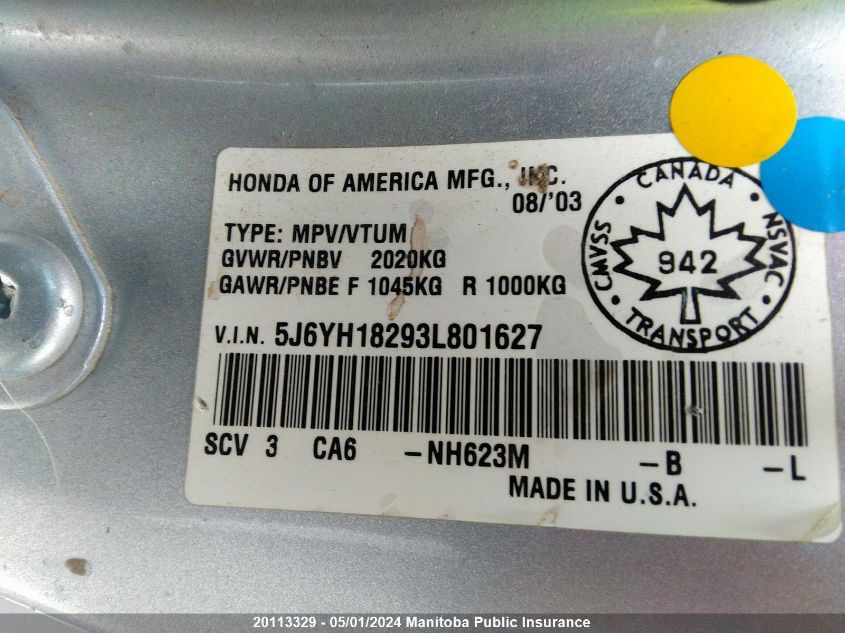 HONDA OF AMERICA MFG., INC.
08/'03
TYPE: MPV/VTUM
GVWR/PNBV 2020KG
GAWR/PNBE F 1045KG R 1000KG
V.I.N. 5J6YH18293L801627
SCV 3 CA6 -NH623M -B -L
MADE IN U.S.A.
CANADA
CMVSS
942
NSVAC
TRANSPORT
20113329 - 05/01/2024 Manitoba Public Insurance